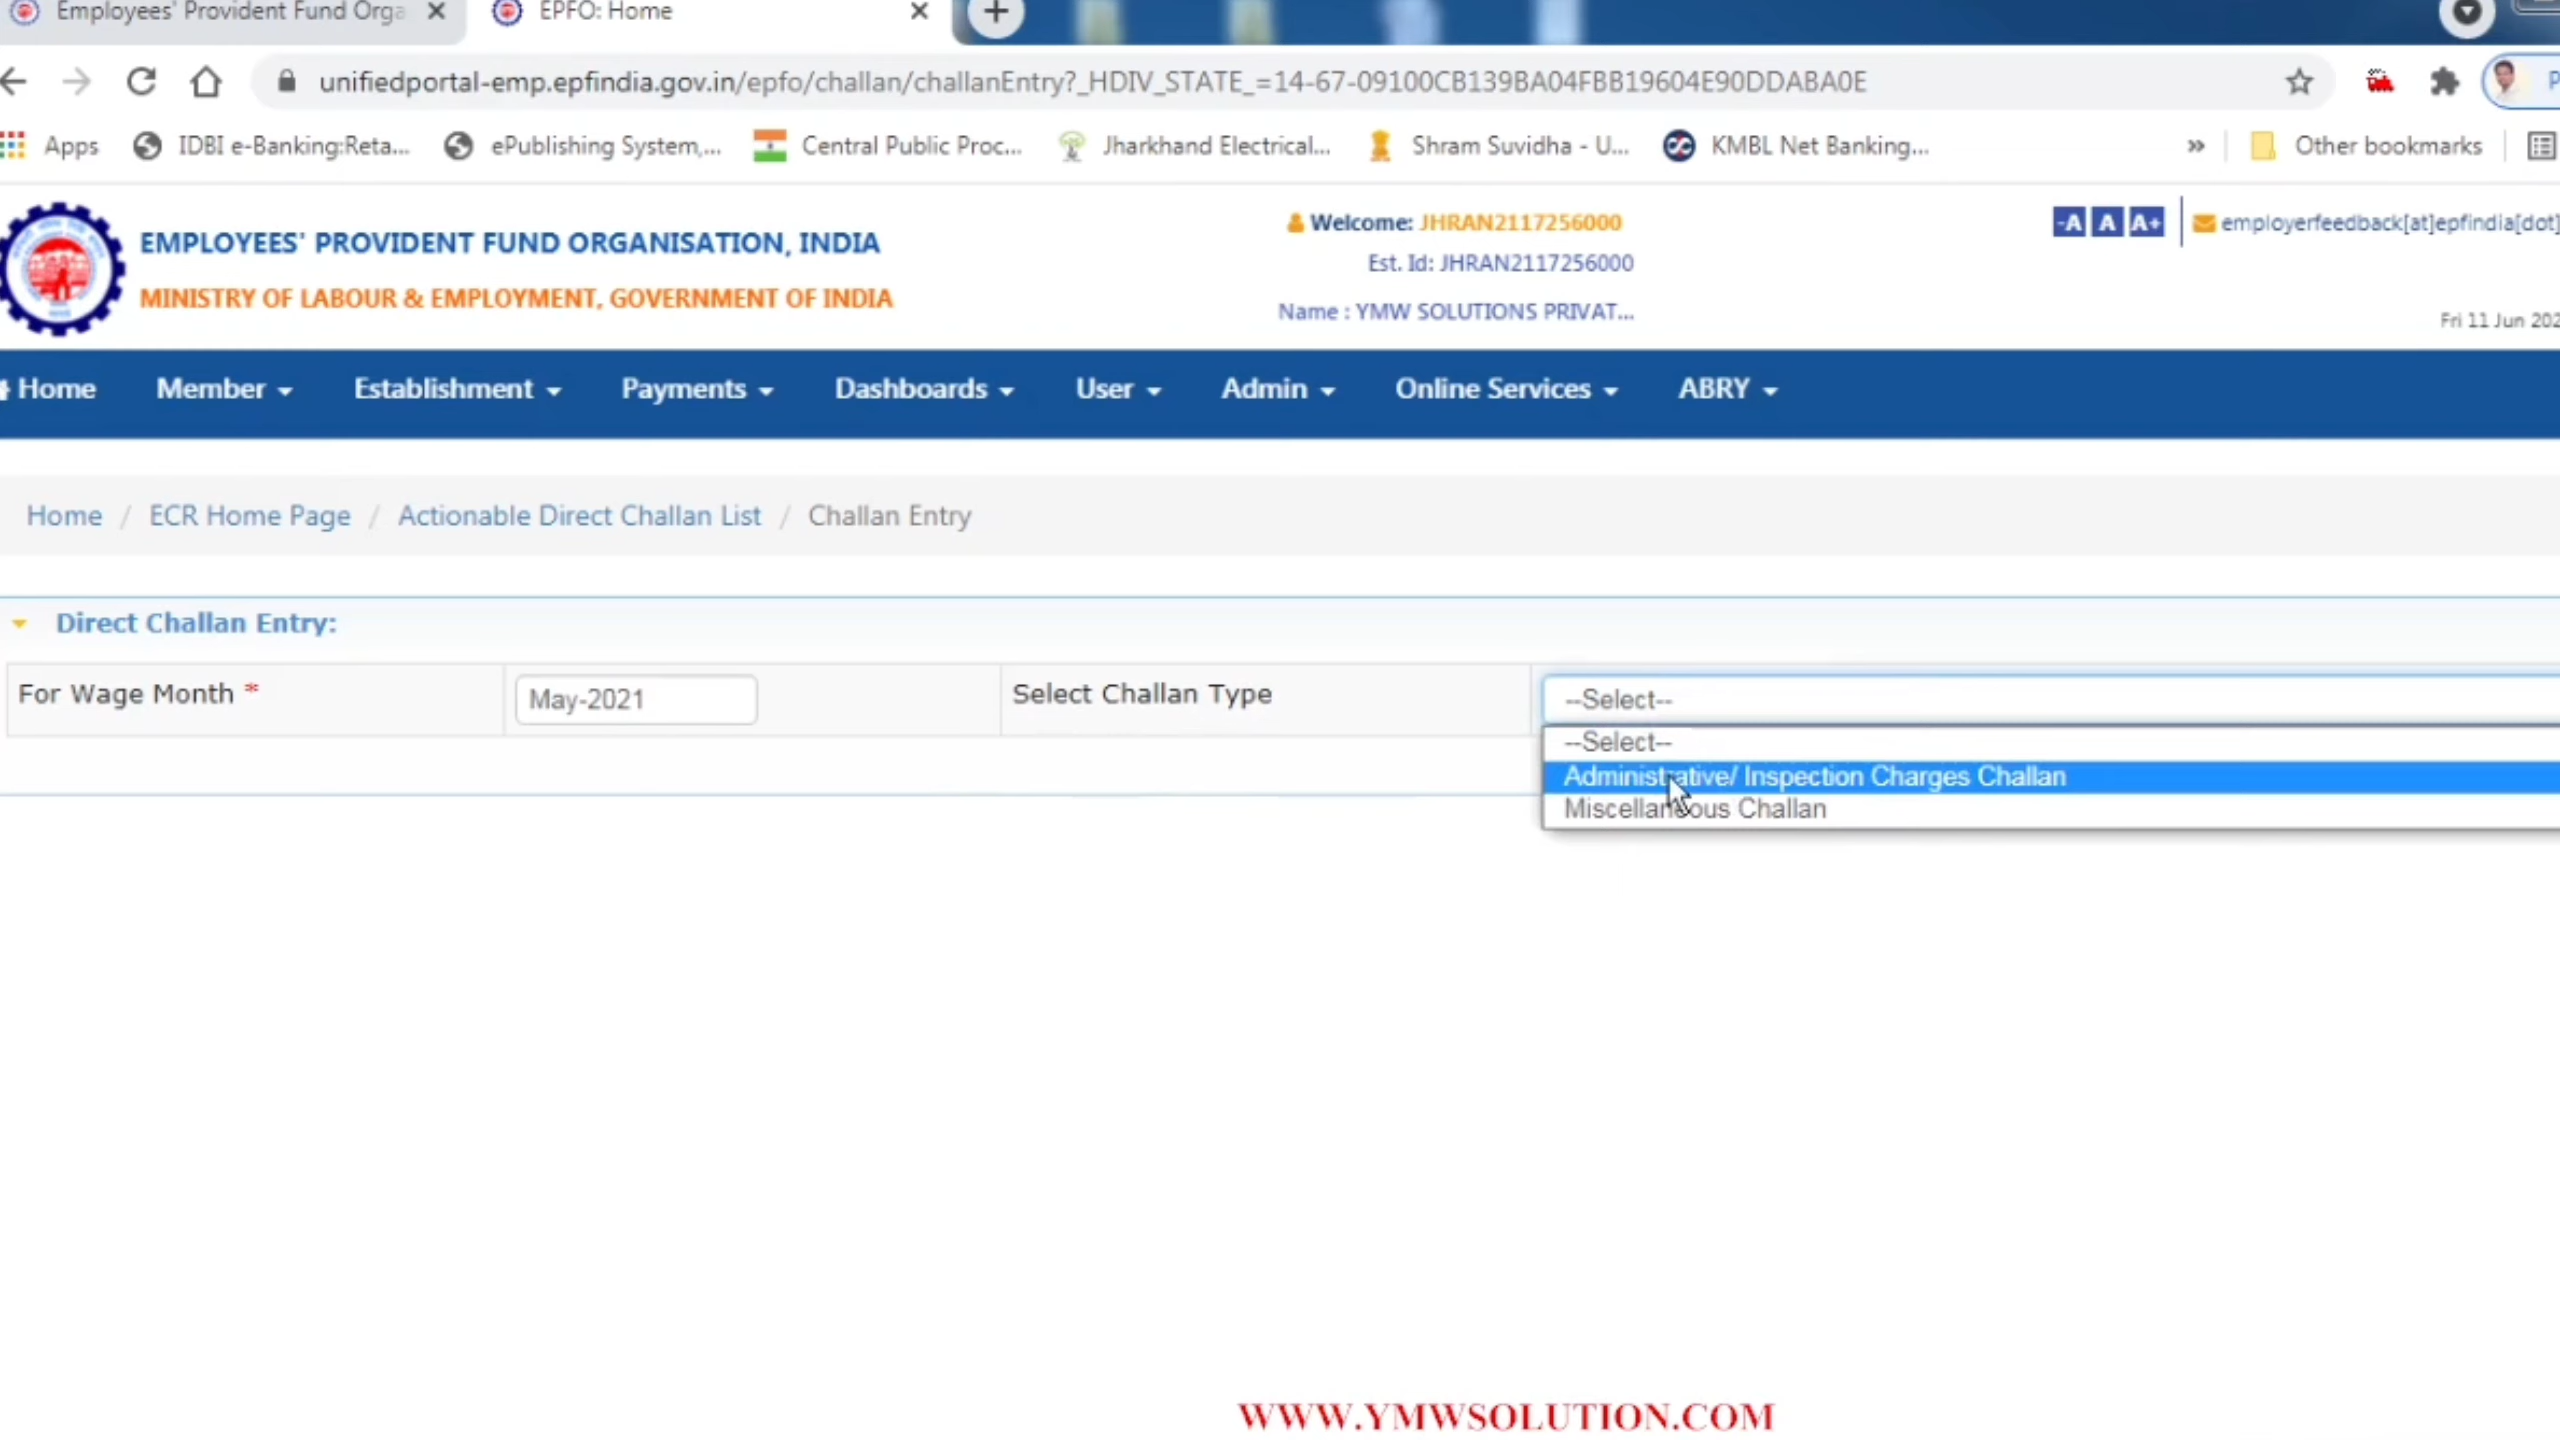 Employees' Provident Fund Orga
EPFO: Home
unifiedportal-emp.epfindia.gov.in/epfo/challan/challanEntry?_HDIV_STATE_=14-67-09100CB139BA04FBB19604E90DDABA0E
Apps IDBI e-Banking:Reta... ePublishing System,... Central Public Proc... Jharkhand Electrical... Shram Suvidha - U... KMBL Net Banking... » Other bookmarks
EMPLOYEES' PROVIDENT FUND ORGANISATION, INDIA
MINISTRY OF LABOUR & EMPLOYMENT, GOVERNMENT OF INDIA
Welcome: JHRAN2117256000
Est. Id: JHRAN2117256000
Name : YMW SOLUTIONS PRIVAT...
-A A A+ employerfeedback[at]epfindia[dot]
Fri 11 Jun 202
Home Member Establishment Payments Dashboards User Admin Online Services ABRY
Home / ECR Home Page / Actionable Direct Challan List / Challan Entry
Direct Challan Entry:
For Wage Month * May-2021 Select Challan Type --Select--
--Select--
Administrative/ Inspection Charges Challan
Miscellaneous Challan
WWW.YMWSOLUTION.COM